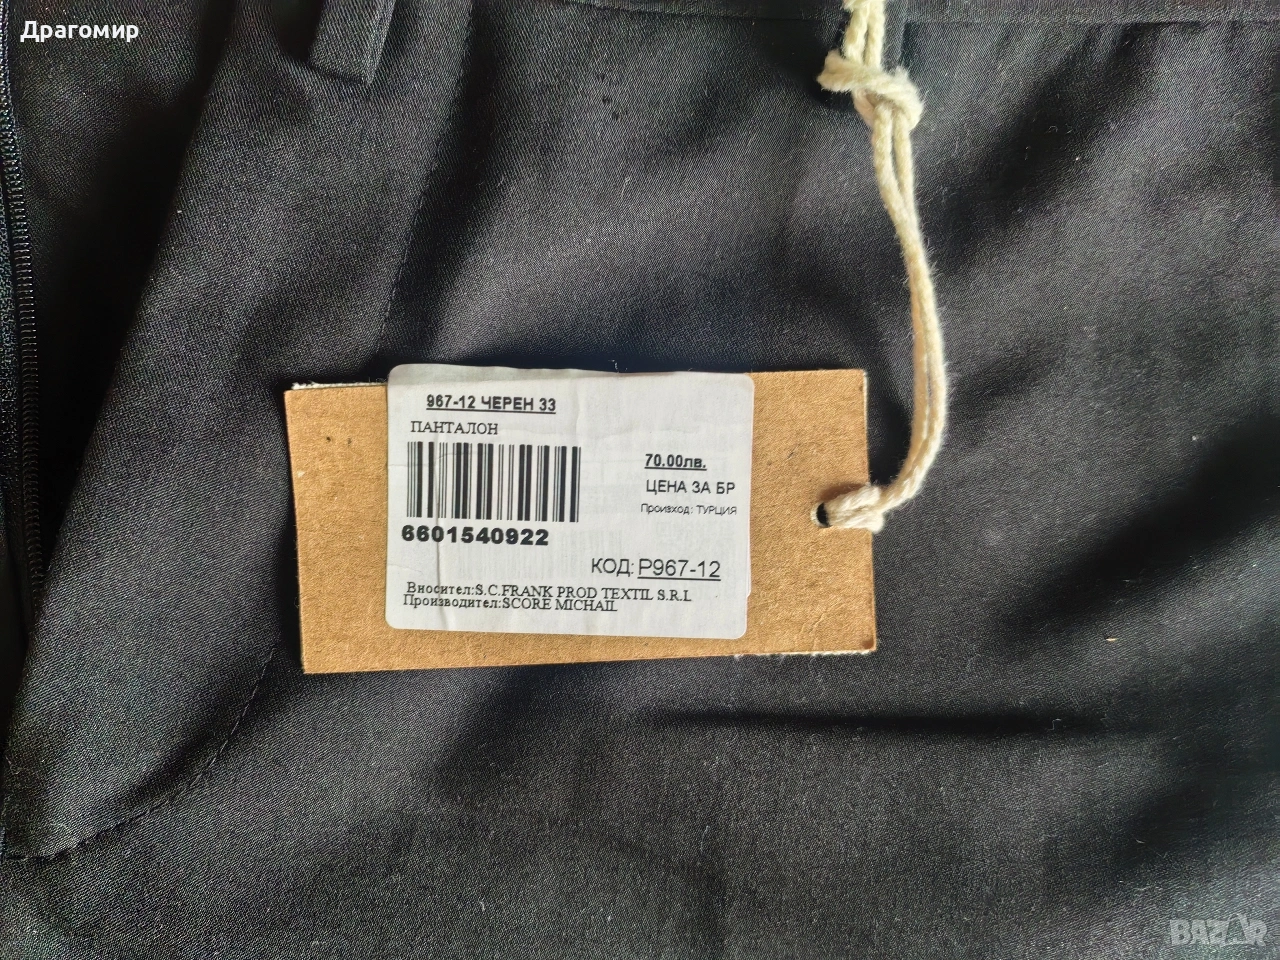 Драгомир
967-12 ЧЕРЕН 33
ПАНТАЛОН
70.00лв.
ЦЕНА ЗА БР
Произход: ТУРЦИЯ
6601540922
КОД: P967-12
Вносител:S.C.FRANK PROD TEXTIL S.R.L
Производител:SCORE MICHAIL
BAZAR